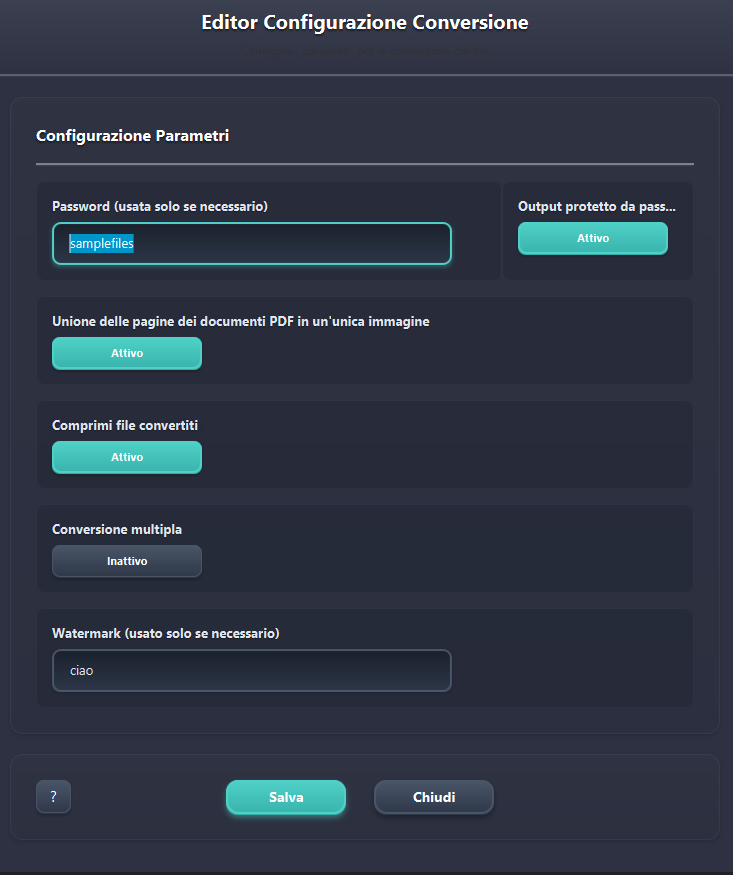 Editor Configurazione Conversione
Configurazione Parametri
Password (usata solo se necessario)
Output protetto da pass...
samplefiles
Attivo
Unione delle pagine dei documenti PDF in un'unica immagine
Attivo
Comprimi file convertiti
Attivo
Conversione multipla
Inattivo
Watermark (usato solo se necessario)
ciao
?
Salva
Chiudi